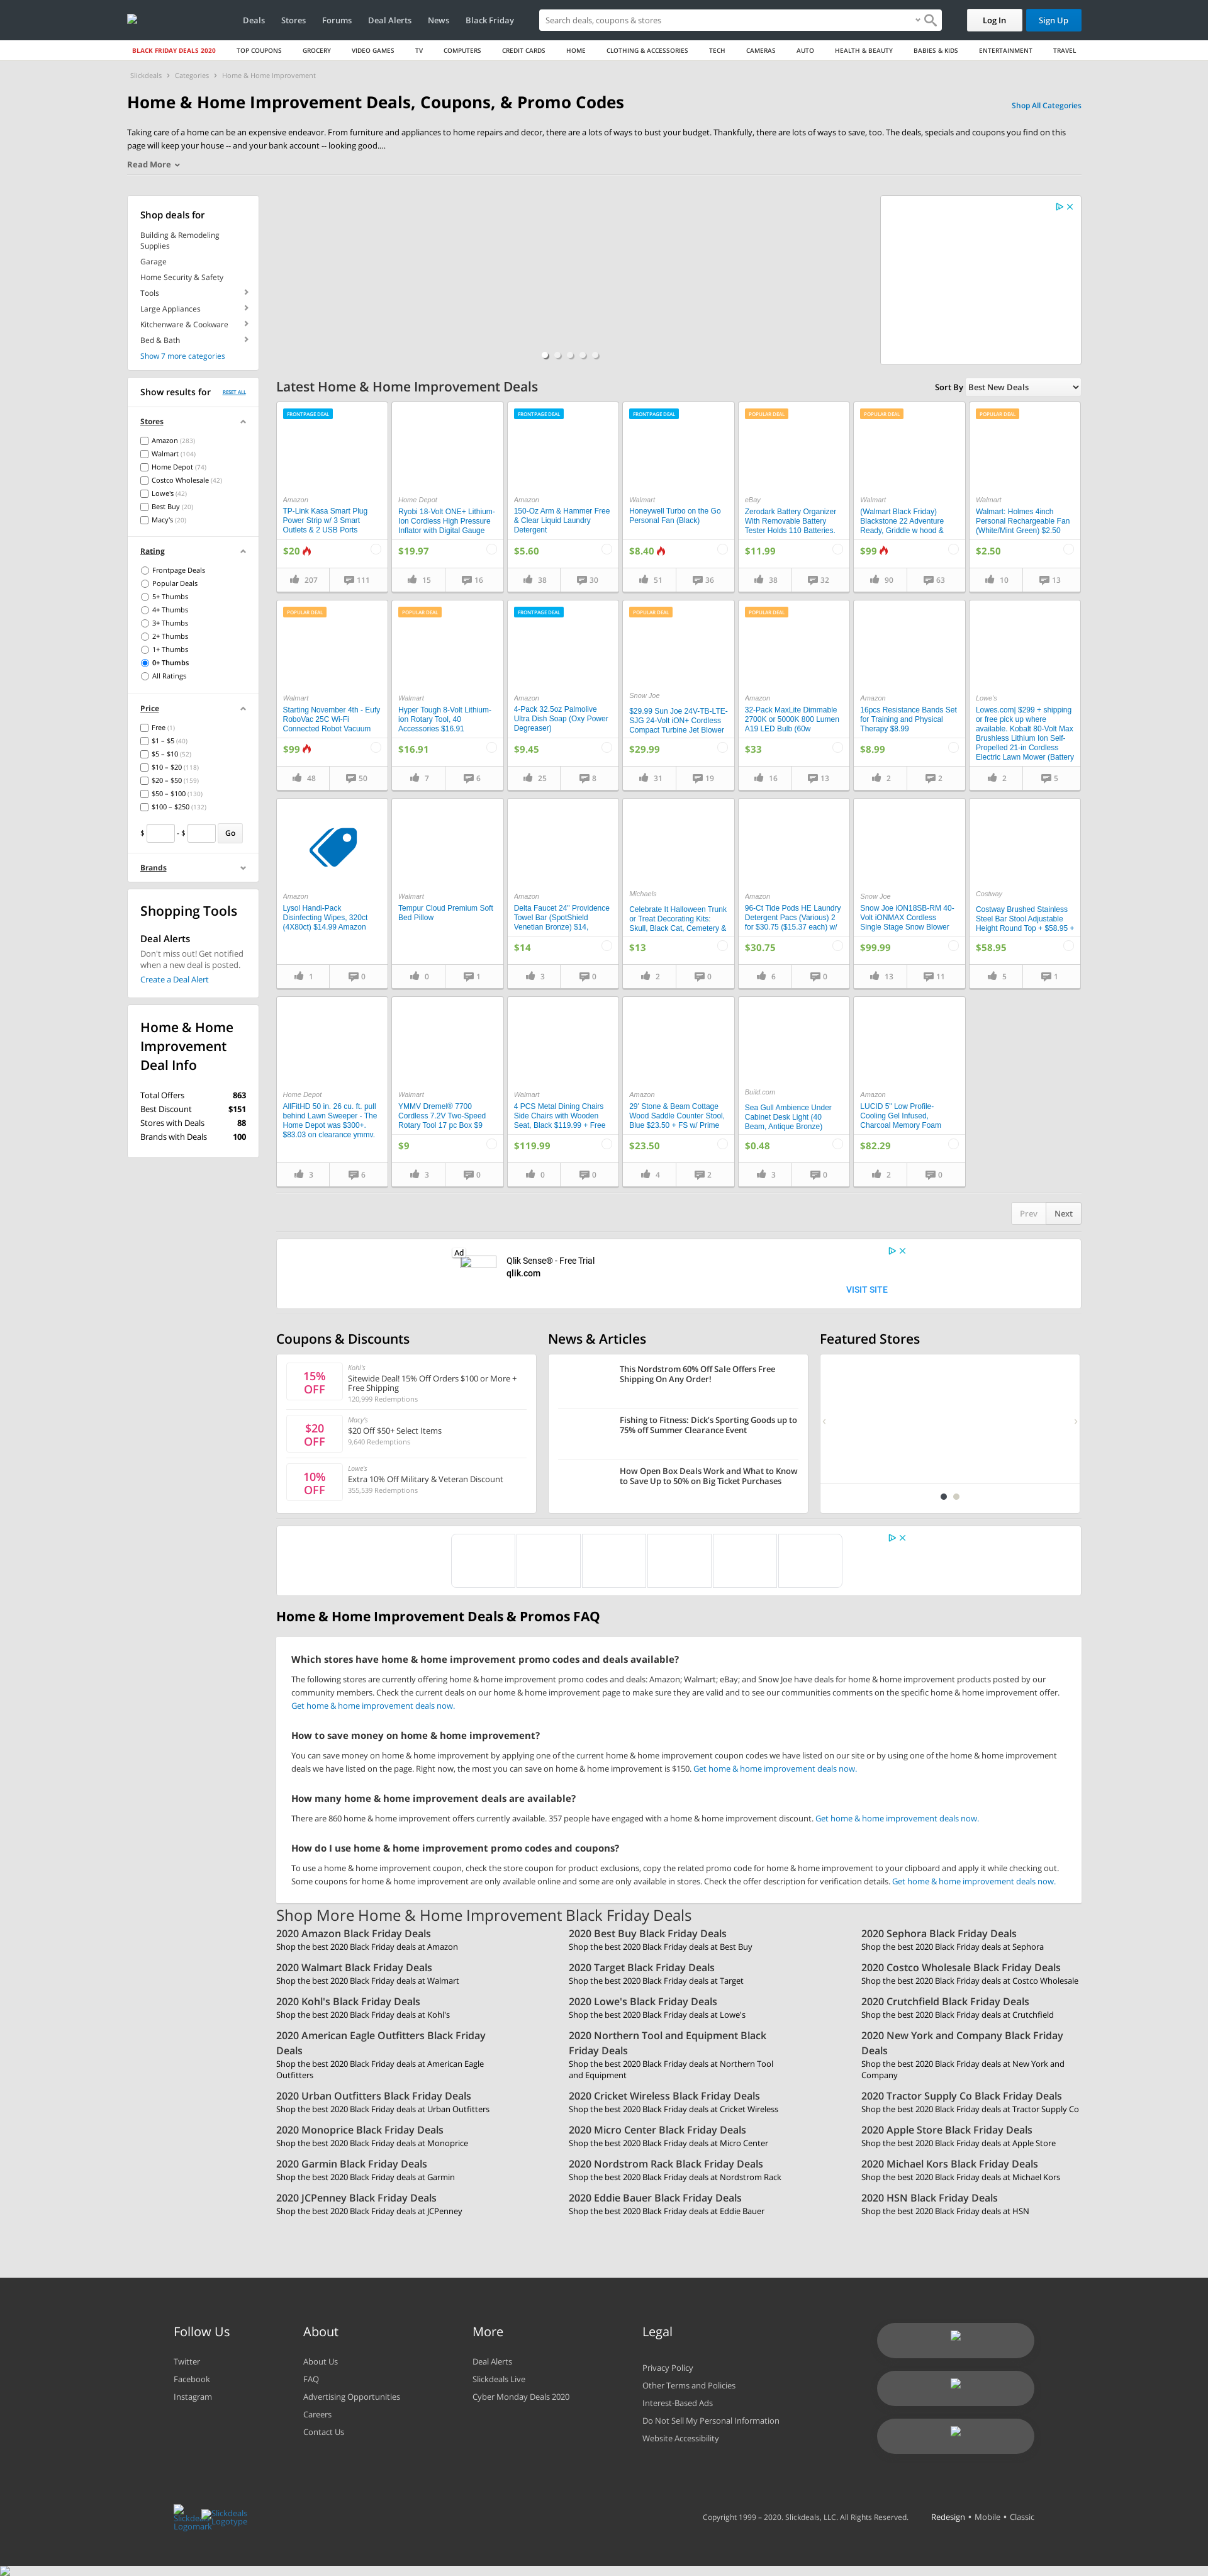 Deals Stores Forums Deal Alerts News Black Friday
Search deals, coupons & stores
Log In
Sign Up
BLACK FRIDAY DEALS 2020 TOP COUPONS GROCERY VIDEO GAMES TV COMPUTERS CREDIT CARDS HOME CLOTHING & ACCESSORIES TECH CAMERAS AUTO HEALTH & BEAUTY BABIES & KIDS ENTERTAINMENT TRAVEL
Slickdeals › Categories › Home & Home Improvement
Home & Home Improvement Deals, Coupons, & Promo Codes
Shop All Categories
Taking care of a home can be an expensive endeavor. From furniture and appliances to home repairs and decor, there are a lots of ways to bust your budget. Thankfully, there are lots of ways to save, too. The deals, specials and coupons you find on this
page will keep your house -- and your bank account -- looking good....
Read More
Shop deals for
Building & Remodeling
Supplies
Garage
Home Security & Safety
Tools
Large Appliances
Kitchenware & Cookware
Bed & Bath
Show 7 more categories
Show results for RESET ALL
Stores
Amazon (283)
Walmart (104)
Home Depot (74)
Costco Wholesale (42)
Lowe's (42)
Best Buy (20)
Macy's (20)
Rating
Frontpage Deals
Popular Deals
5+ Thumbs
4+ Thumbs
3+ Thumbs
2+ Thumbs
1+ Thumbs
0+ Thumbs
All Ratings
Price
Free (1)
$1 – $5 (40)
$5 – $10 (52)
$10 – $20 (118)
$20 – $50 (159)
$50 – $100 (130)
$100 – $250 (132)
$ - $ Go
Brands
Shopping Tools
Deal Alerts
Don't miss out! Get notified
when a new deal is posted.
Create a Deal Alert
Home & Home
Improvement
Deal Info
Total Offers 863
Best Discount $151
Stores with Deals 88
Brands with Deals 100
Latest Home & Home Improvement Deals
Sort By Best New Deals
FRONTPAGE DEAL
Amazon
TP-Link Kasa Smart Plug
Power Strip w/ 3 Smart
Outlets & 2 USB Ports
$20
207 111
Home Depot
Ryobi 18-Volt ONE+ Lithium-
Ion Cordless High Pressure
Inflator with Digital Gauge
$19.97
15 16
FRONTPAGE DEAL
Amazon
150-Oz Arm & Hammer Free
& Clear Liquid Laundry
Detergent
$5.60
38 30
FRONTPAGE DEAL
Walmart
Honeywell Turbo on the Go
Personal Fan (Black)
$8.40
51 36
POPULAR DEAL
eBay
Zerodark Battery Organizer
With Removable Battery
Tester Holds 110 Batteries.
$11.99
38 32
POPULAR DEAL
Walmart
(Walmart Black Friday)
Blackstone 22 Adventure
Ready, Griddle w hood &
$99
90 63
POPULAR DEAL
Walmart
Walmart: Holmes 4inch
Personal Rechargeable Fan
(White/Mint Green) $2.50
$2.50
10 13
POPULAR DEAL
Walmart
Starting November 4th - Eufy
RoboVac 25C Wi-Fi
Connected Robot Vacuum
$99
48 50
POPULAR DEAL
Walmart
Hyper Tough 8-Volt Lithium-
ion Rotary Tool, 40
Accessories $16.91
$16.91
7 6
FRONTPAGE DEAL
Amazon
4-Pack 32.5oz Palmolive
Ultra Dish Soap (Oxy Power
Degreaser)
$9.45
25 8
POPULAR DEAL
Snow Joe
$29.99 Sun Joe 24V-TB-LTE-
SJG 24-Volt iON+ Cordless
Compact Turbine Jet Blower
$29.99
31 19
POPULAR DEAL
Amazon
32-Pack MaxLite Dimmable
2700K or 5000K 800 Lumen
A19 LED Bulb (60w
$33
16 13
Amazon
16pcs Resistance Bands Set
for Training and Physical
Therapy $8.99
$8.99
2 2
Lowe's
Lowes.com| $299 + shipping
or free pick up where
available. Kobalt 80-Volt Max
Brushless Lithium Ion Self-
Propelled 21-in Cordless
Electric Lawn Mower (Battery
2 5
Amazon
Lysol Handi-Pack
Disinfecting Wipes, 320ct
(4X80ct) $14.99 Amazon
1 0
Walmart
Tempur Cloud Premium Soft
Bed Pillow
0 1
Amazon
Delta Faucet 24" Providence
Towel Bar (SpotShield
Venetian Bronze) $14,
$14
3 0
Michaels
Celebrate It Halloween Trunk
or Treat Decorating Kits:
Skull, Black Cat, Cemetery &
$13
2 0
Amazon
96-Ct Tide Pods HE Laundry
Detergent Pacs (Various) 2
for $30.75 ($15.37 each) w/
$30.75
6 0
Snow Joe
Snow Joe iON18SB-RM 40-
Volt iONMAX Cordless
Single Stage Snow Blower
$99.99
13 11
Costway
Costway Brushed Stainless
Steel Bar Stool Adjustable
Height Round Top + $58.95 +
$58.95
5 1
Home Depot
AllFitHD 50 in. 26 cu. ft. pull
behind Lawn Sweeper - The
Home Depot was $300+.
$83.03 on clearance ymmv.
3 6
Walmart
YMMV Dremel® 7700
Cordless 7.2V Two-Speed
Rotary Tool 17 pc Box $9
$9
3 0
Walmart
4 PCS Metal Dining Chairs
Side Chairs with Wooden
Seat, Black $119.99 + Free
$119.99
0 0
Amazon
29' Stone & Beam Cottage
Wood Saddle Counter Stool,
Blue $23.50 + FS w/ Prime
$23.50
4 2
Build.com
Sea Gull Ambience Under
Cabinet Desk Light (40
Beam, Antique Bronze)
$0.48
3 0
Amazon
LUCID 5" Low Profile-
Cooling Gel Infused,
Charcoal Memory Foam
$82.29
2 0
Prev Next
Ad
Qlik Sense® - Free Trial
qlik.com
VISIT SITE
Coupons & Discounts
15%
OFF
Kohl's
Sitewide Deal! 15% Off Orders $100 or More +
Free Shipping
120,999 Redemptions
$20
OFF
Macy's
$20 Off $50+ Select Items
9,640 Redemptions
10%
OFF
Lowe's
Extra 10% Off Military & Veteran Discount
355,539 Redemptions
News & Articles
This Nordstrom 60% Off Sale Offers Free
Shipping On Any Order!
Fishing to Fitness: Dick's Sporting Goods up to
75% off Summer Clearance Event
How Open Box Deals Work and What to Know
to Save Up to 50% on Big Ticket Purchases
Featured Stores
Home & Home Improvement Deals & Promos FAQ
Which stores have home & home improvement promo codes and deals available?
The following stores are currently offering home & home improvement promo codes and deals: Amazon; Walmart; eBay; and Snow Joe have deals for home & home improvement products posted by our
community members. Check the current deals on our home & home improvement page to make sure they are valid and to see our communities comments on the specific home & home improvement offer.
Get home & home improvement deals now.
How to save money on home & home improvement?
You can save money on home & home improvement by applying one of the current home & home improvement coupon codes we have listed on our site or by using one of the home & home improvement
deals we have listed on the page. Right now, the most you can save on home & home improvement is $150. Get home & home improvement deals now.
How many home & home improvement deals are available?
There are 860 home & home improvement offers currently available. 357 people have engaged with a home & home improvement discount. Get home & home improvement deals now.
How do I use home & home improvement promo codes and coupons?
To use a home & home improvement coupon, check the store coupon for product exclusions, copy the related promo code for home & home improvement to your clipboard and apply it while checking out.
Some coupons for home & home improvement are only available online and some are only available in stores. Check the offer description for verification details. Get home & home improvement deals now.
Shop More Home & Home Improvement Black Friday Deals
2020 Amazon Black Friday Deals
Shop the best 2020 Black Friday deals at Amazon
2020 Best Buy Black Friday Deals
Shop the best 2020 Black Friday deals at Best Buy
2020 Sephora Black Friday Deals
Shop the best 2020 Black Friday deals at Sephora
2020 Walmart Black Friday Deals
Shop the best 2020 Black Friday deals at Walmart
2020 Target Black Friday Deals
Shop the best 2020 Black Friday deals at Target
2020 Costco Wholesale Black Friday Deals
Shop the best 2020 Black Friday deals at Costco Wholesale
2020 Kohl's Black Friday Deals
Shop the best 2020 Black Friday deals at Kohl's
2020 Lowe's Black Friday Deals
Shop the best 2020 Black Friday deals at Lowe's
2020 Crutchfield Black Friday Deals
Shop the best 2020 Black Friday deals at Crutchfield
2020 American Eagle Outfitters Black Friday
Deals
Shop the best 2020 Black Friday deals at American Eagle
Outfitters
2020 Northern Tool and Equipment Black
Friday Deals
Shop the best 2020 Black Friday deals at Northern Tool
and Equipment
2020 New York and Company Black Friday
Deals
Shop the best 2020 Black Friday deals at New York and
Company
2020 Urban Outfitters Black Friday Deals
Shop the best 2020 Black Friday deals at Urban Outfitters
2020 Cricket Wireless Black Friday Deals
Shop the best 2020 Black Friday deals at Cricket Wireless
2020 Tractor Supply Co Black Friday Deals
Shop the best 2020 Black Friday deals at Tractor Supply Co
2020 Monoprice Black Friday Deals
Shop the best 2020 Black Friday deals at Monoprice
2020 Micro Center Black Friday Deals
Shop the best 2020 Black Friday deals at Micro Center
2020 Apple Store Black Friday Deals
Shop the best 2020 Black Friday deals at Apple Store
2020 Garmin Black Friday Deals
Shop the best 2020 Black Friday deals at Garmin
2020 Nordstrom Rack Black Friday Deals
Shop the best 2020 Black Friday deals at Nordstrom Rack
2020 Michael Kors Black Friday Deals
Shop the best 2020 Black Friday deals at Michael Kors
2020 JCPenney Black Friday Deals
Shop the best 2020 Black Friday deals at JCPenney
2020 Eddie Bauer Black Friday Deals
Shop the best 2020 Black Friday deals at Eddie Bauer
2020 HSN Black Friday Deals
Shop the best 2020 Black Friday deals at HSN
Follow Us
Twitter
Facebook
Instagram
About
About Us
FAQ
Advertising Opportunities
Careers
Contact Us
More
Deal Alerts
Slickdeals Live
Cyber Monday Deals 2020
Legal
Privacy Policy
Other Terms and Policies
Interest-Based Ads
Do Not Sell My Personal Information
Website Accessibility
Logomark
Slickdeals
Logotype
Copyright 1999 – 2020. Slickdeals, LLC. All Rights Reserved.
Redesign • Mobile • Classic